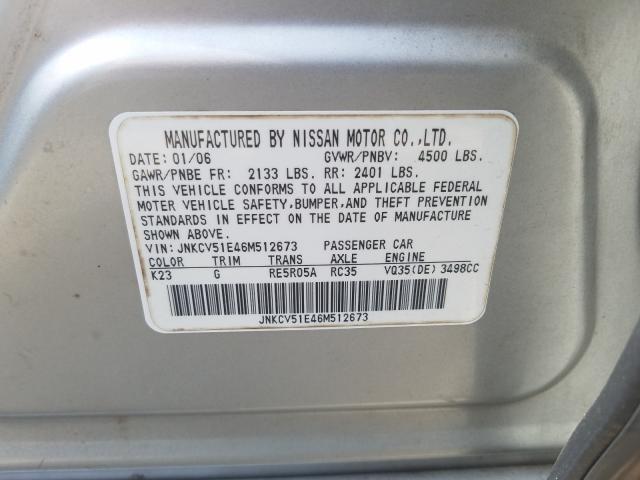 MANUFACTURED BY NISSAN MOTOR CO.,LTD.
DATE: 01/06 GVWR/PNBV: 4500 LBS.
GAWR/PNBE FR: 2133 LBS. RR: 2401 LBS.
THIS VEHICLE CONFORMS TO ALL APPLICABLE FEDERAL
MOTER VEHICLE SAFETY,BUMPER,AND THEFT PREVENTION
STANDARDS IN EFFECT ON THE DATE OF MANUFACTURE
SHOWN ABOVE.
VIN: JNKCV51E46M512673 PASSENGER CAR
COLOR TRIM TRANS AXLE ENGINE
K23 G RE5R05A RC35 VQ35(DE) 3498CC
JNKCV51E46M512673